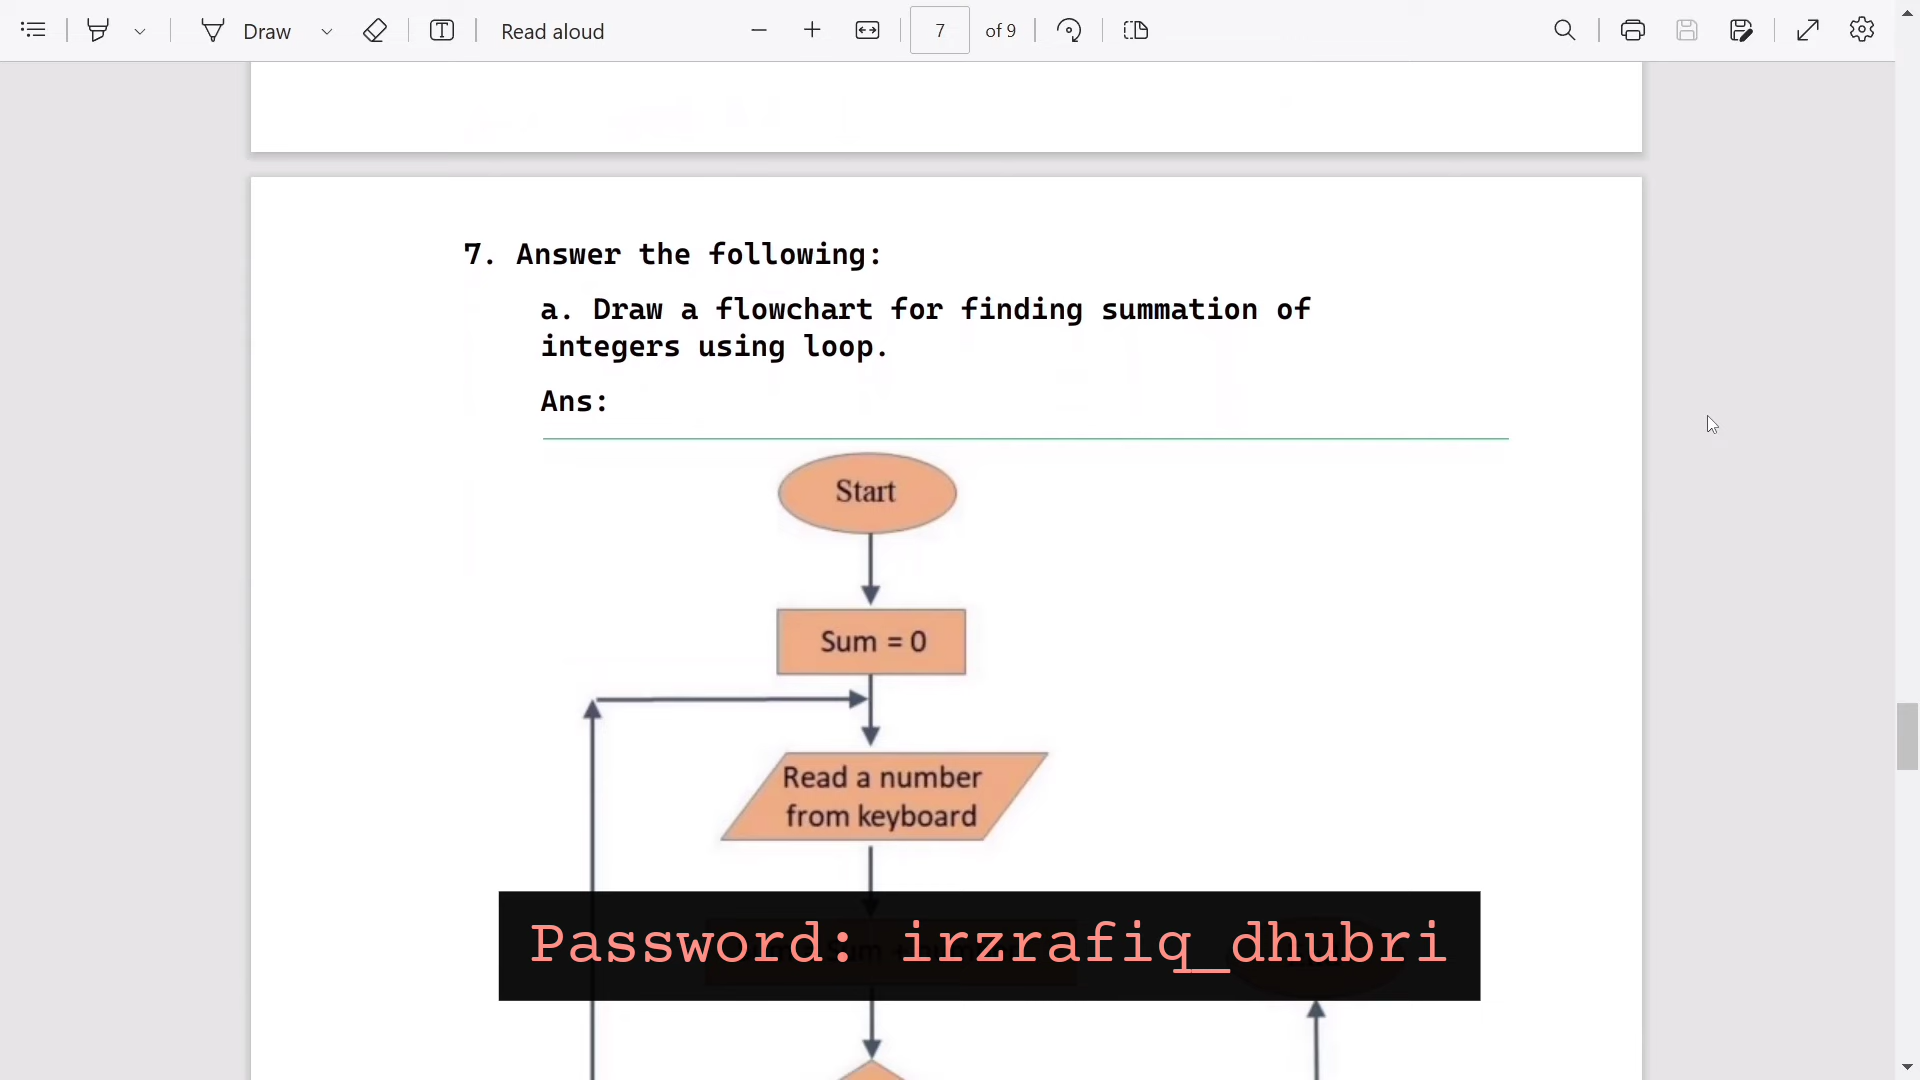 Draw
Read aloud
7
of 9
7. Answer the following:
a. Draw a flowchart for finding summation of
integers using loop.
Ans:
Start
Sum = 0
Read a number
from keyboard
Password: irzrafiq_dhubri